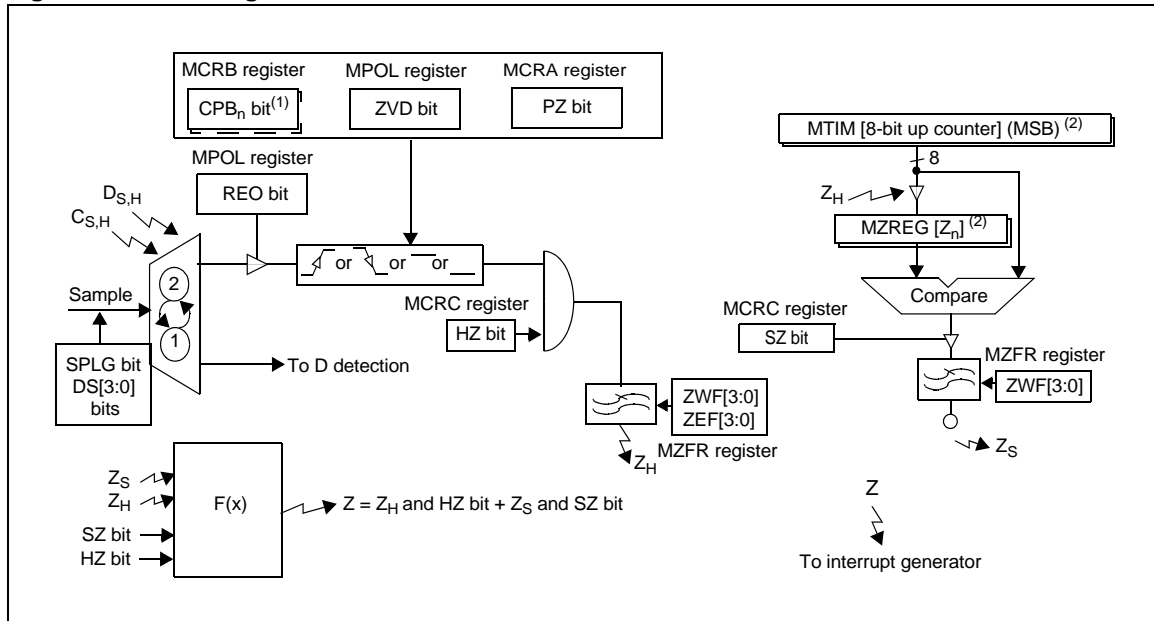 MCRB register MPOL register MCRA register
CPBn bit(1) ZVD bit PZ bit
MPOL register
REO bit
DS,H
CS,H
Sample
2
1
SPLG bit
DS[3:0]
bits
or or or
To D detection
MCRC register
HZ bit
ZWF[3:0]
ZEF[3:0]
MZFR register
ZH
MTIM [8-bit up counter] (MSB) (2)
8
ZH
MZREG [Zn] (2)
Compare
MCRC register
SZ bit
MZFR register
ZWF[3:0]
ZS
ZS
ZH
SZ bit
HZ bit
F(x)
Z = ZH and HZ bit + ZS and SZ bit
Z
To interrupt generator